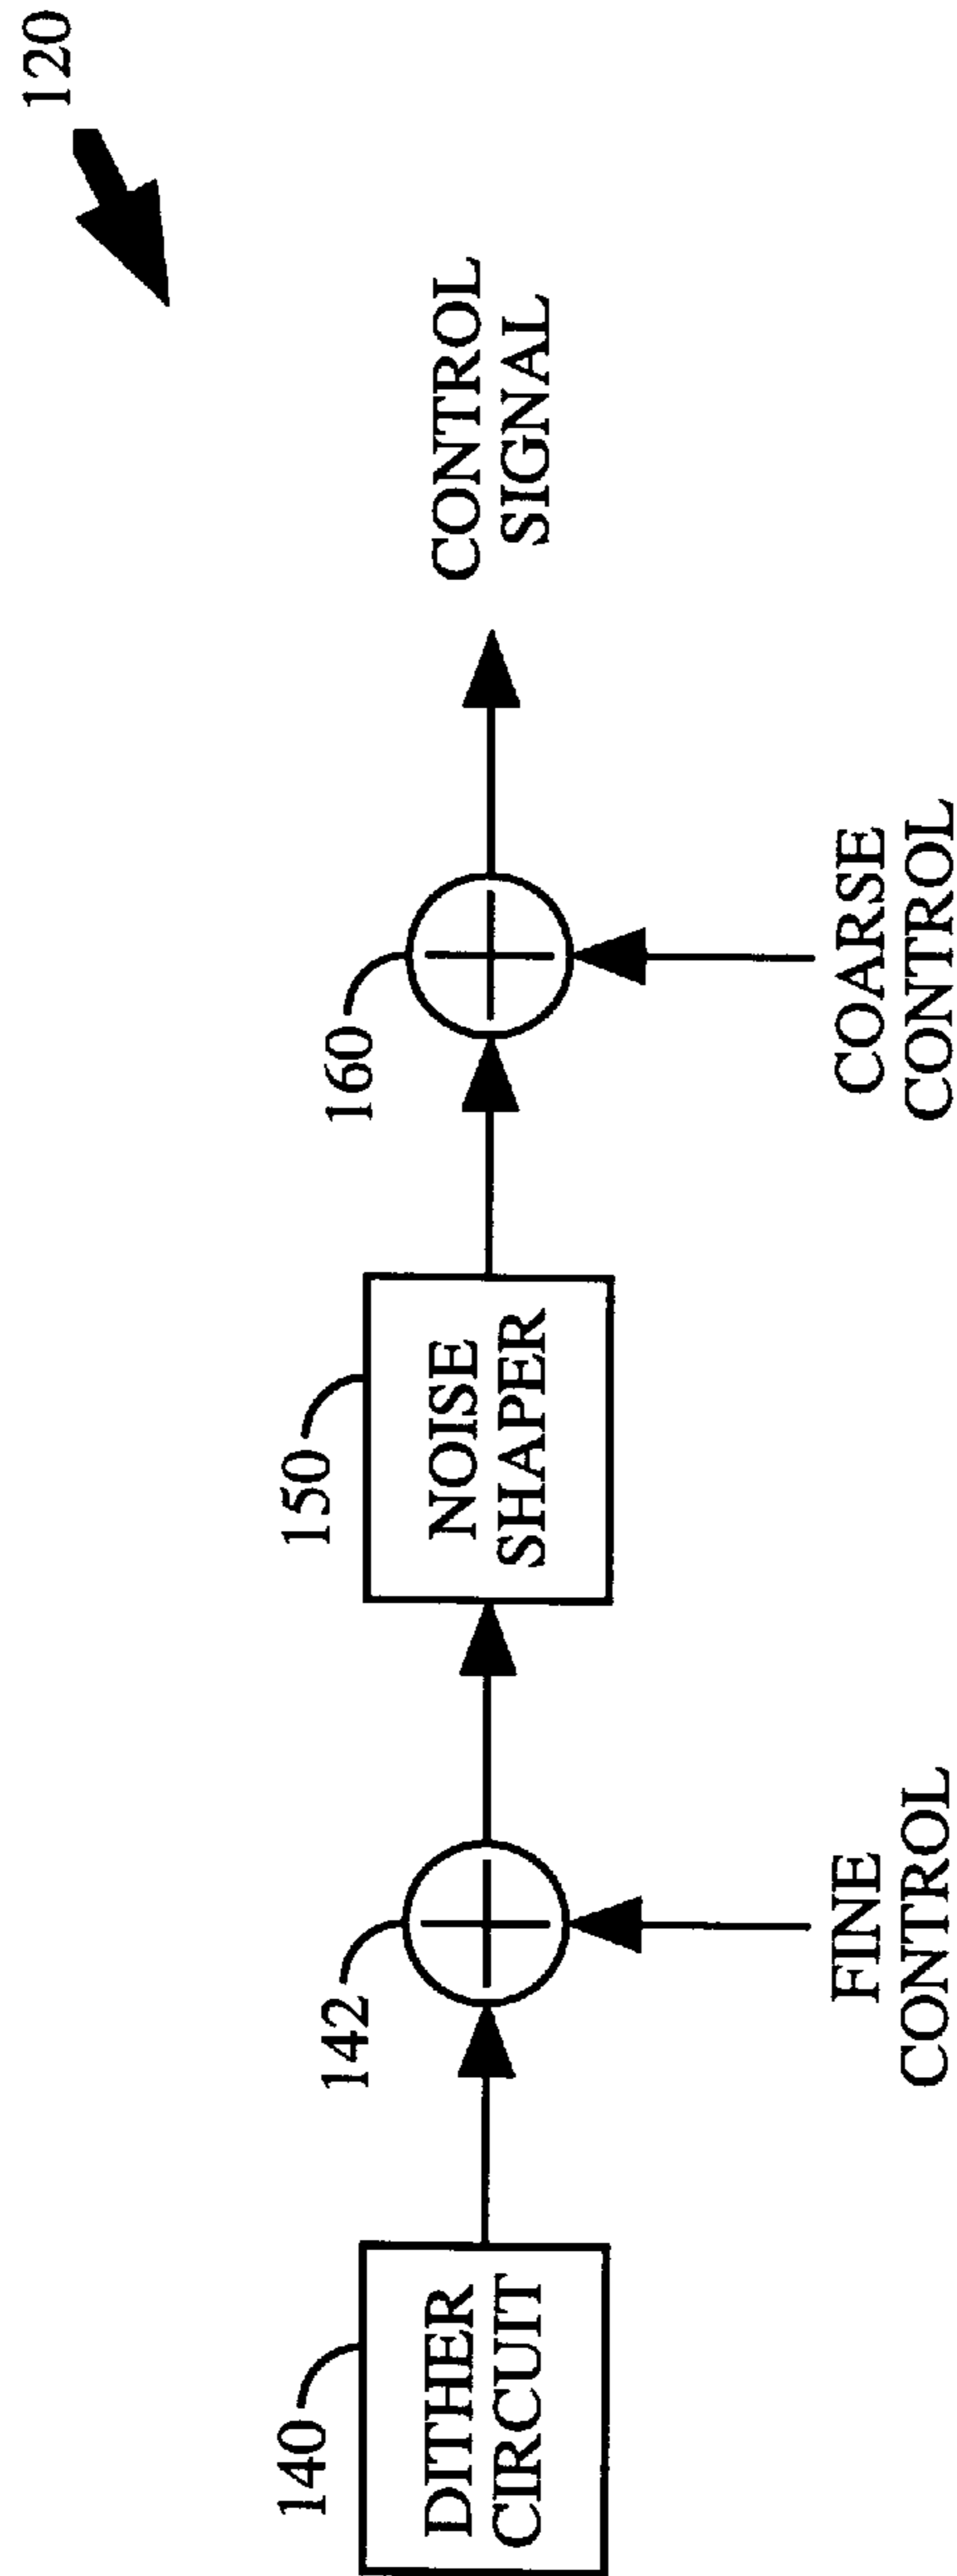 120
140
DITHER
CIRCUIT
142
FINE
CONTROL
150
NOISE
SHAPER
160
COARSE
CONTROL
CONTROL
SIGNAL